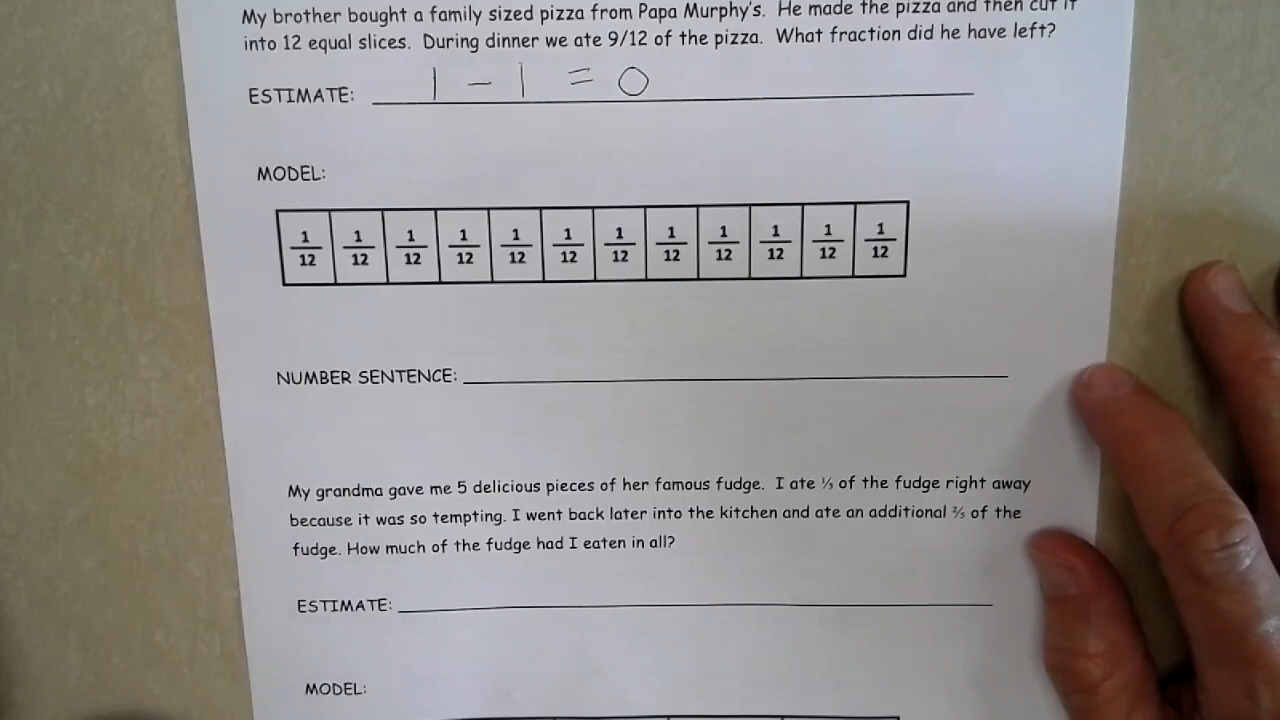 My brother bought a family sized pizza from Papa Murphy's. He made the pizza and then cut it
into 12 equal slices. During dinner we ate 9/12 of the pizza. What fraction did he have left?
ESTIMATE: 1 - 1 = 0
MODEL:
1/12 1/12 1/12 1/12 1/12 1/12 1/12 1/12 1/12 1/12 1/12 1/12
NUMBER SENTENCE:
My grandma gave me 5 delicious pieces of her famous fudge. I ate ⅕ of the fudge right away
because it was so tempting. I went back later into the kitchen and ate an additional ⅗ of the
fudge. How much of the fudge had I eaten in all?
ESTIMATE:
MODEL: